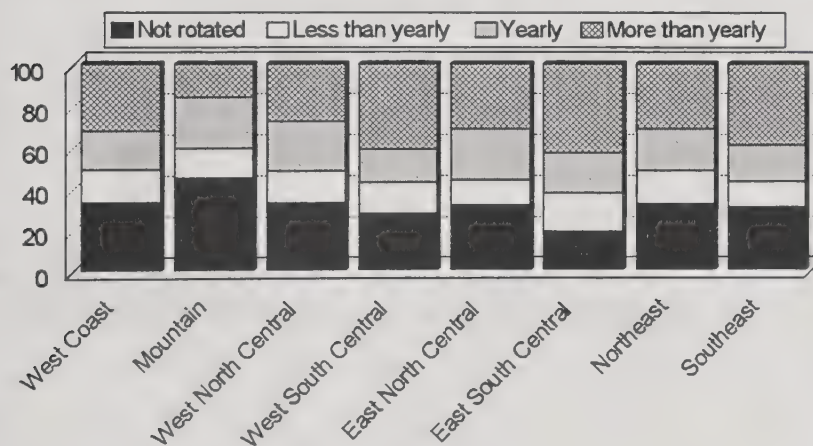 Not rotated Less than yearly Yearly More than yearly
100
80
60
40
20
0
West Coast
Mountain
West North Central
West South Central
East North Central
East South Central
Northeast
Southeast